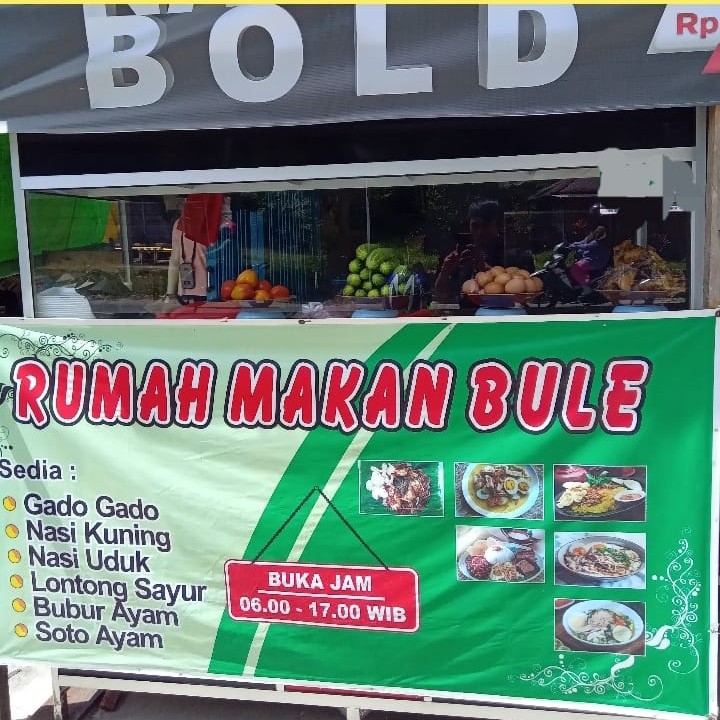 BOLD
Rp
RUMAH MAKAN BULE
Sedia :
Gado Gado
Nasi Kuning
Nasi Uduk
Lontong Sayur
Bubur Ayam
Soto Ayam
BUKA JAM
06.00 - 17.00 WIB